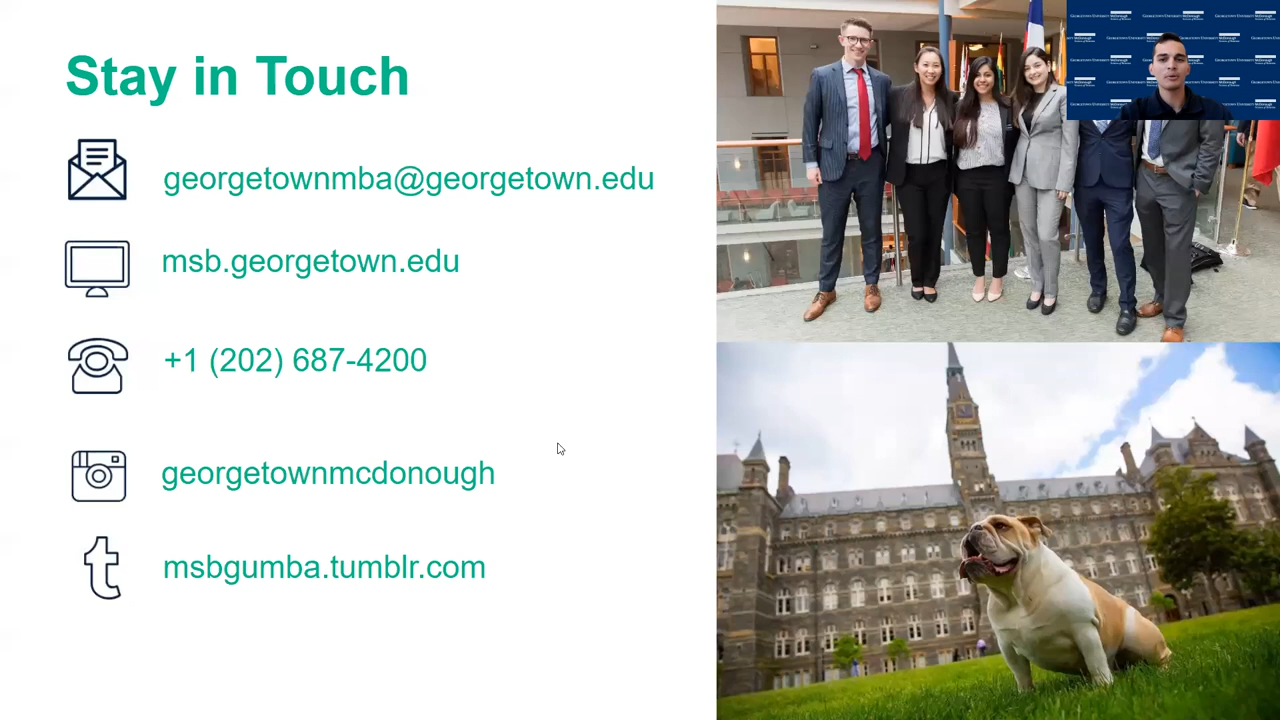 Stay in Touch
georgetownmba@georgetown.edu
msb.georgetown.edu
+1 (202) 687-4200
georgetownmcdonough
msbgumba.tumblr.com